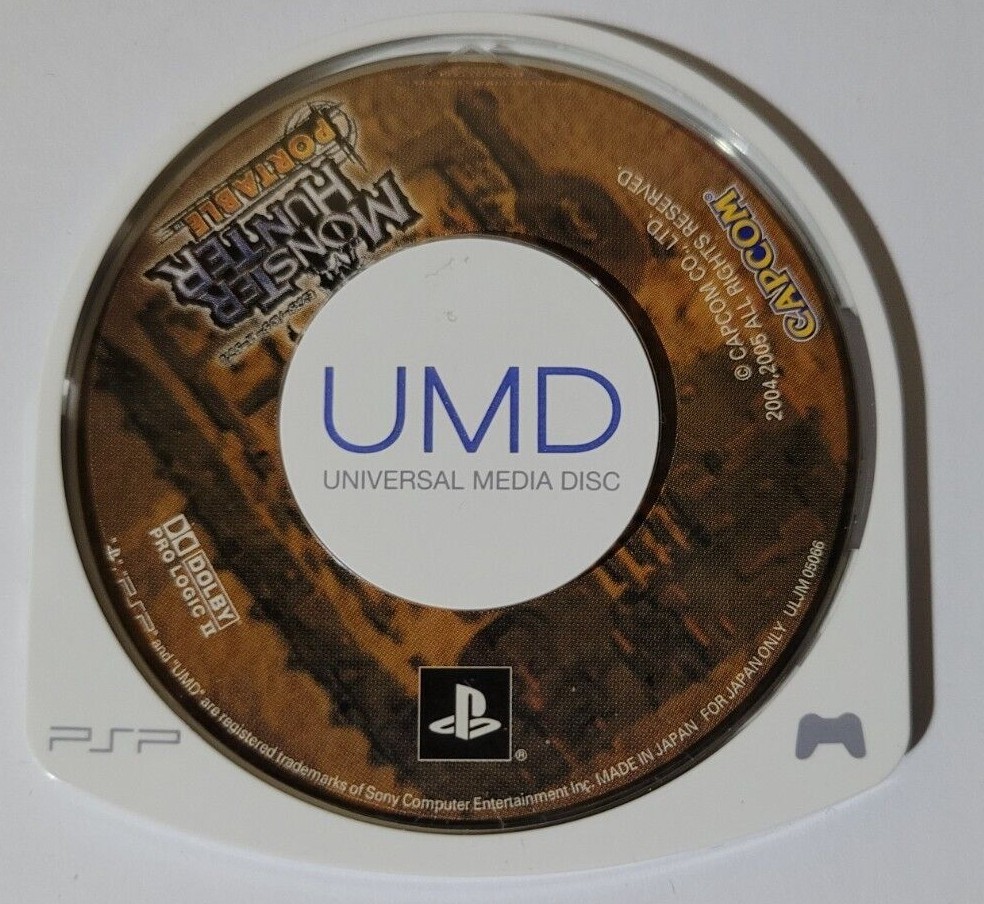 MONSTER
HUNTER
PORTABLE
CAPCOM
© CAPCOM CO., LTD.
2004,2005 ALL RIGHTS RESERVED.
UMD
UNIVERSAL MEDIA DISC
DOLBY
PRO LOGIC II
PSP
" and "UMD" are registered trademarks of Sony Computer Entertainment Inc. MADE IN JAPAN FOR JAPAN ONLY ULJM 05066
®
PSP